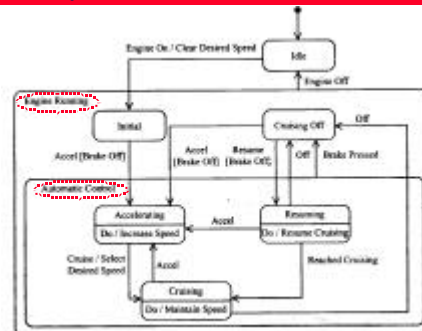 Engine On / Clear Desired Speed
Idle
Engine Off
Engine Running
Initial
Cruising Off
Off
Accel
[Brake Off]
Resume
[Brake Off]
Off
Brake Pressed
Accel [Brake Off]
Automatic Control
Accelerating
Do / Increase Speed
Accel
Resuming
Do / Resume Cruising
Cruise / Select
Desired Speed
Accel
Reached Cruising
Cruising
Do / Maintain Speed